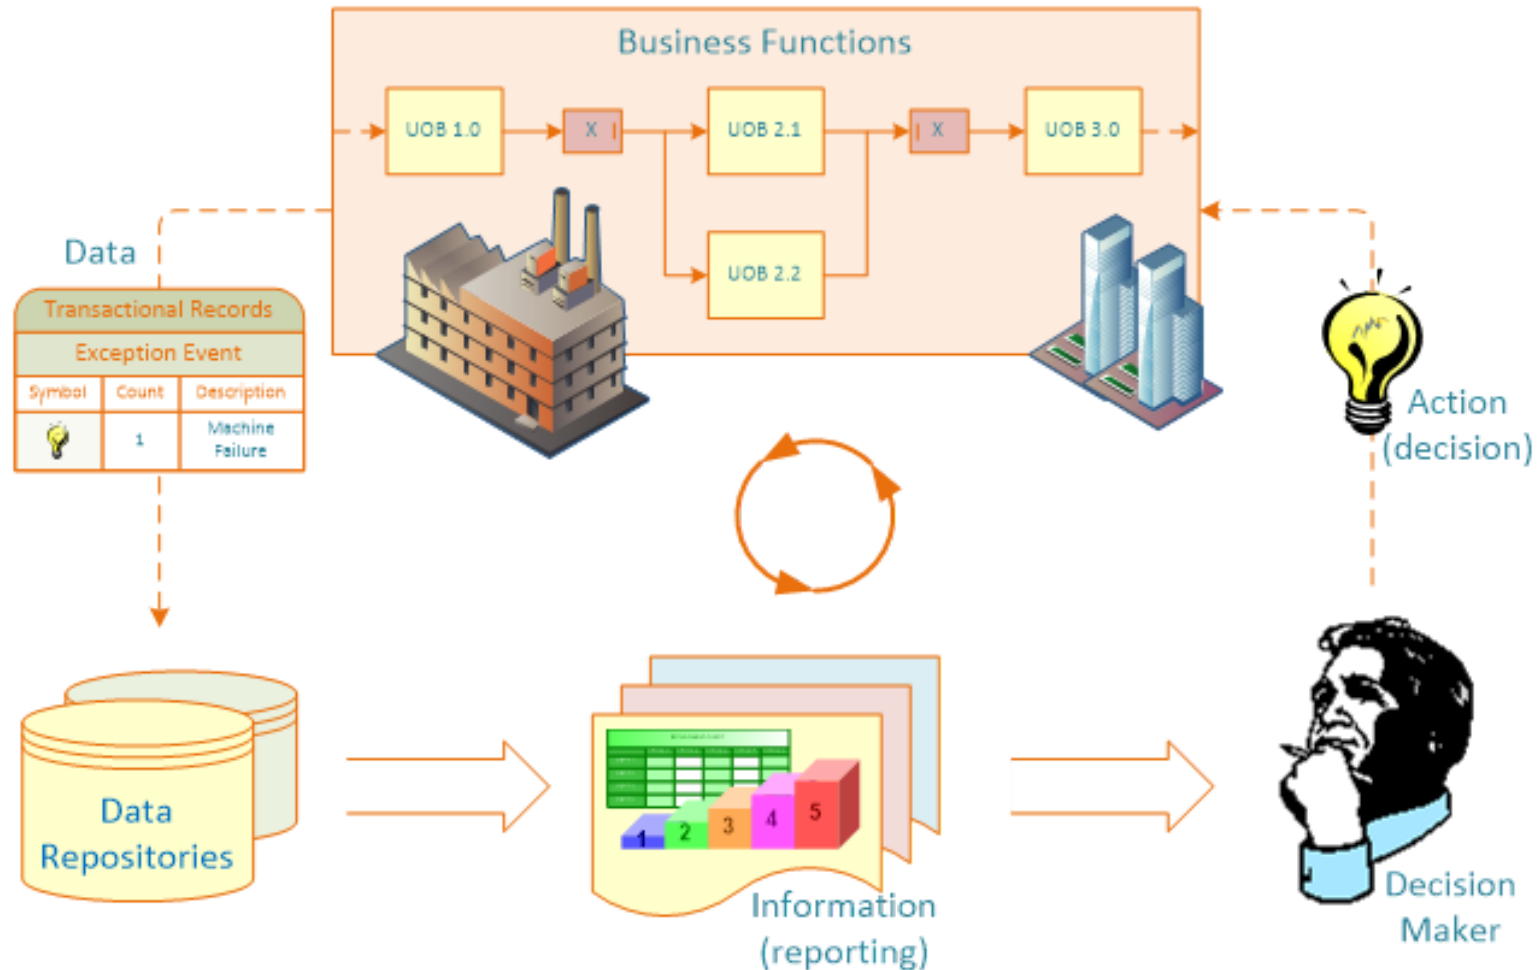 Business Functions
UOB 1.0
X
UOB 2.1
X
UOB 3.0
UOB 2.2
Data
Transactional Records
Exception Event
Symbol Count Description
1 Machine
Failure
Action
(decision)
Data
Repositories
1 2 3 4 5
Information
(reporting)
Decision
Maker